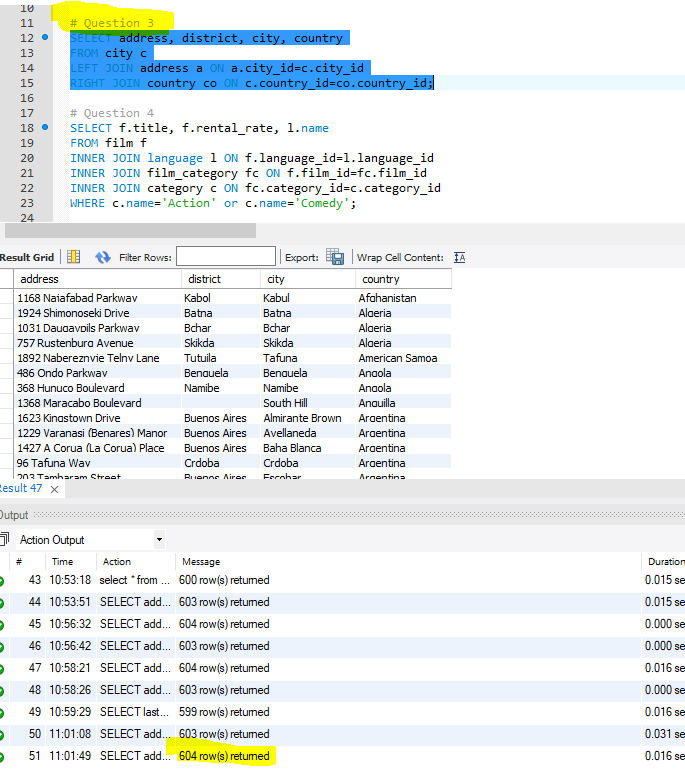 10
11 # Question 3
12 SELECT address, district, city, country
13 FROM city c
14 LEFT JOIN address a ON a.city_id=c.city_id
15 RIGHT JOIN country co ON c.country_id=co.country_id;
16
17 # Question 4
18 SELECT f.title, f.rental_rate, l.name
19 FROM film f
20 INNER JOIN language l ON f.language_id=l.language_id
21 INNER JOIN film_category fc ON f.film_id=fc.film_id
22 INNER JOIN category c ON fc.category_id=c.category_id
23 WHERE c.name='Action' or c.name='Comedy';
24
Result Grid Filter Rows: Export: Wrap Cell Content:
address district city country
1168 Najafabad Parkway Kabol Kabul Afghanistan
1924 Shimonoseki Drive Batna Batna Algeria
1031 Daugavpils Parkway Bchar Bchar Algeria
757 Rustenburg Avenue Skikda Skikda Algeria
1892 Nabereznyje Telny Lane Tutuila Tafuna American Samoa
486 Ondo Parkway Benguela Benguela Angola
368 Hunuco Boulevard Namibe Namibe Angola
1368 Maracabo Boulevard South Hill Anguilla
1623 Kingstown Drive Buenos Aires Almirante Brown Argentina
1229 Varanasi (Benares) Manor Buenos Aires Avellaneda Argentina
1427 A Corua (La Corua) Place Buenos Aires Baha Blanca Argentina
96 Tafuna Way Crdoba Crdoba Argentina
203 Tambaram Street Buenos Aires Escobar Argentina
Result 47
Output
Action Output
# Time Action Message Duration
43 10:53:18 select * from ... 600 row(s) returned 0.015 se
44 10:53:51 SELECT add... 603 row(s) returned 0.015 se
45 10:56:32 SELECT add... 604 row(s) returned 0.000 se
46 10:56:42 SELECT add... 603 row(s) returned 0.000 se
47 10:58:21 SELECT add... 604 row(s) returned 0.016 se
48 10:58:26 SELECT add... 603 row(s) returned 0.000 se
49 10:59:29 SELECT last... 599 row(s) returned 0.016 se
50 11:01:08 SELECT add... 603 row(s) returned 0.031 se
51 11:01:49 SELECT add... 604 row(s) returned 0.016 se